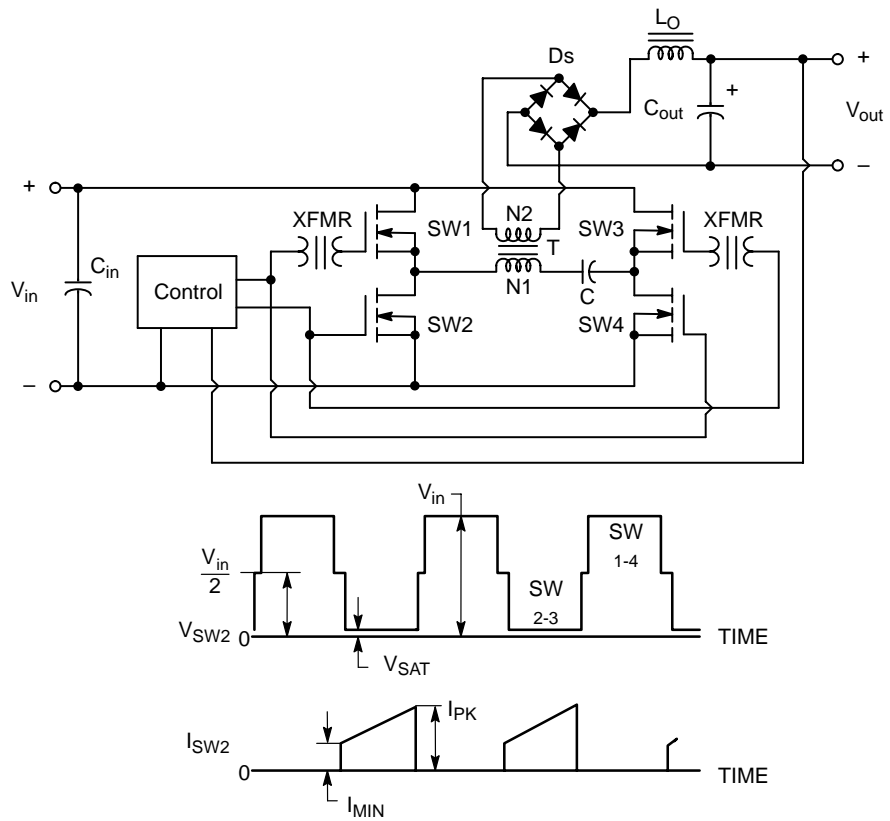 L_O
Ds
+
+
C_out
V_out
–
+
XFMR
SW1
N2
T
SW3
XFMR
C_in
V_in
Control
N1
C
SW2
SW4
–
V_in
SW
1-4
V_in
2
SW
2-3
V_SW2 0
TIME
V_SAT
I_PK
I_SW2
0
TIME
I_MIN